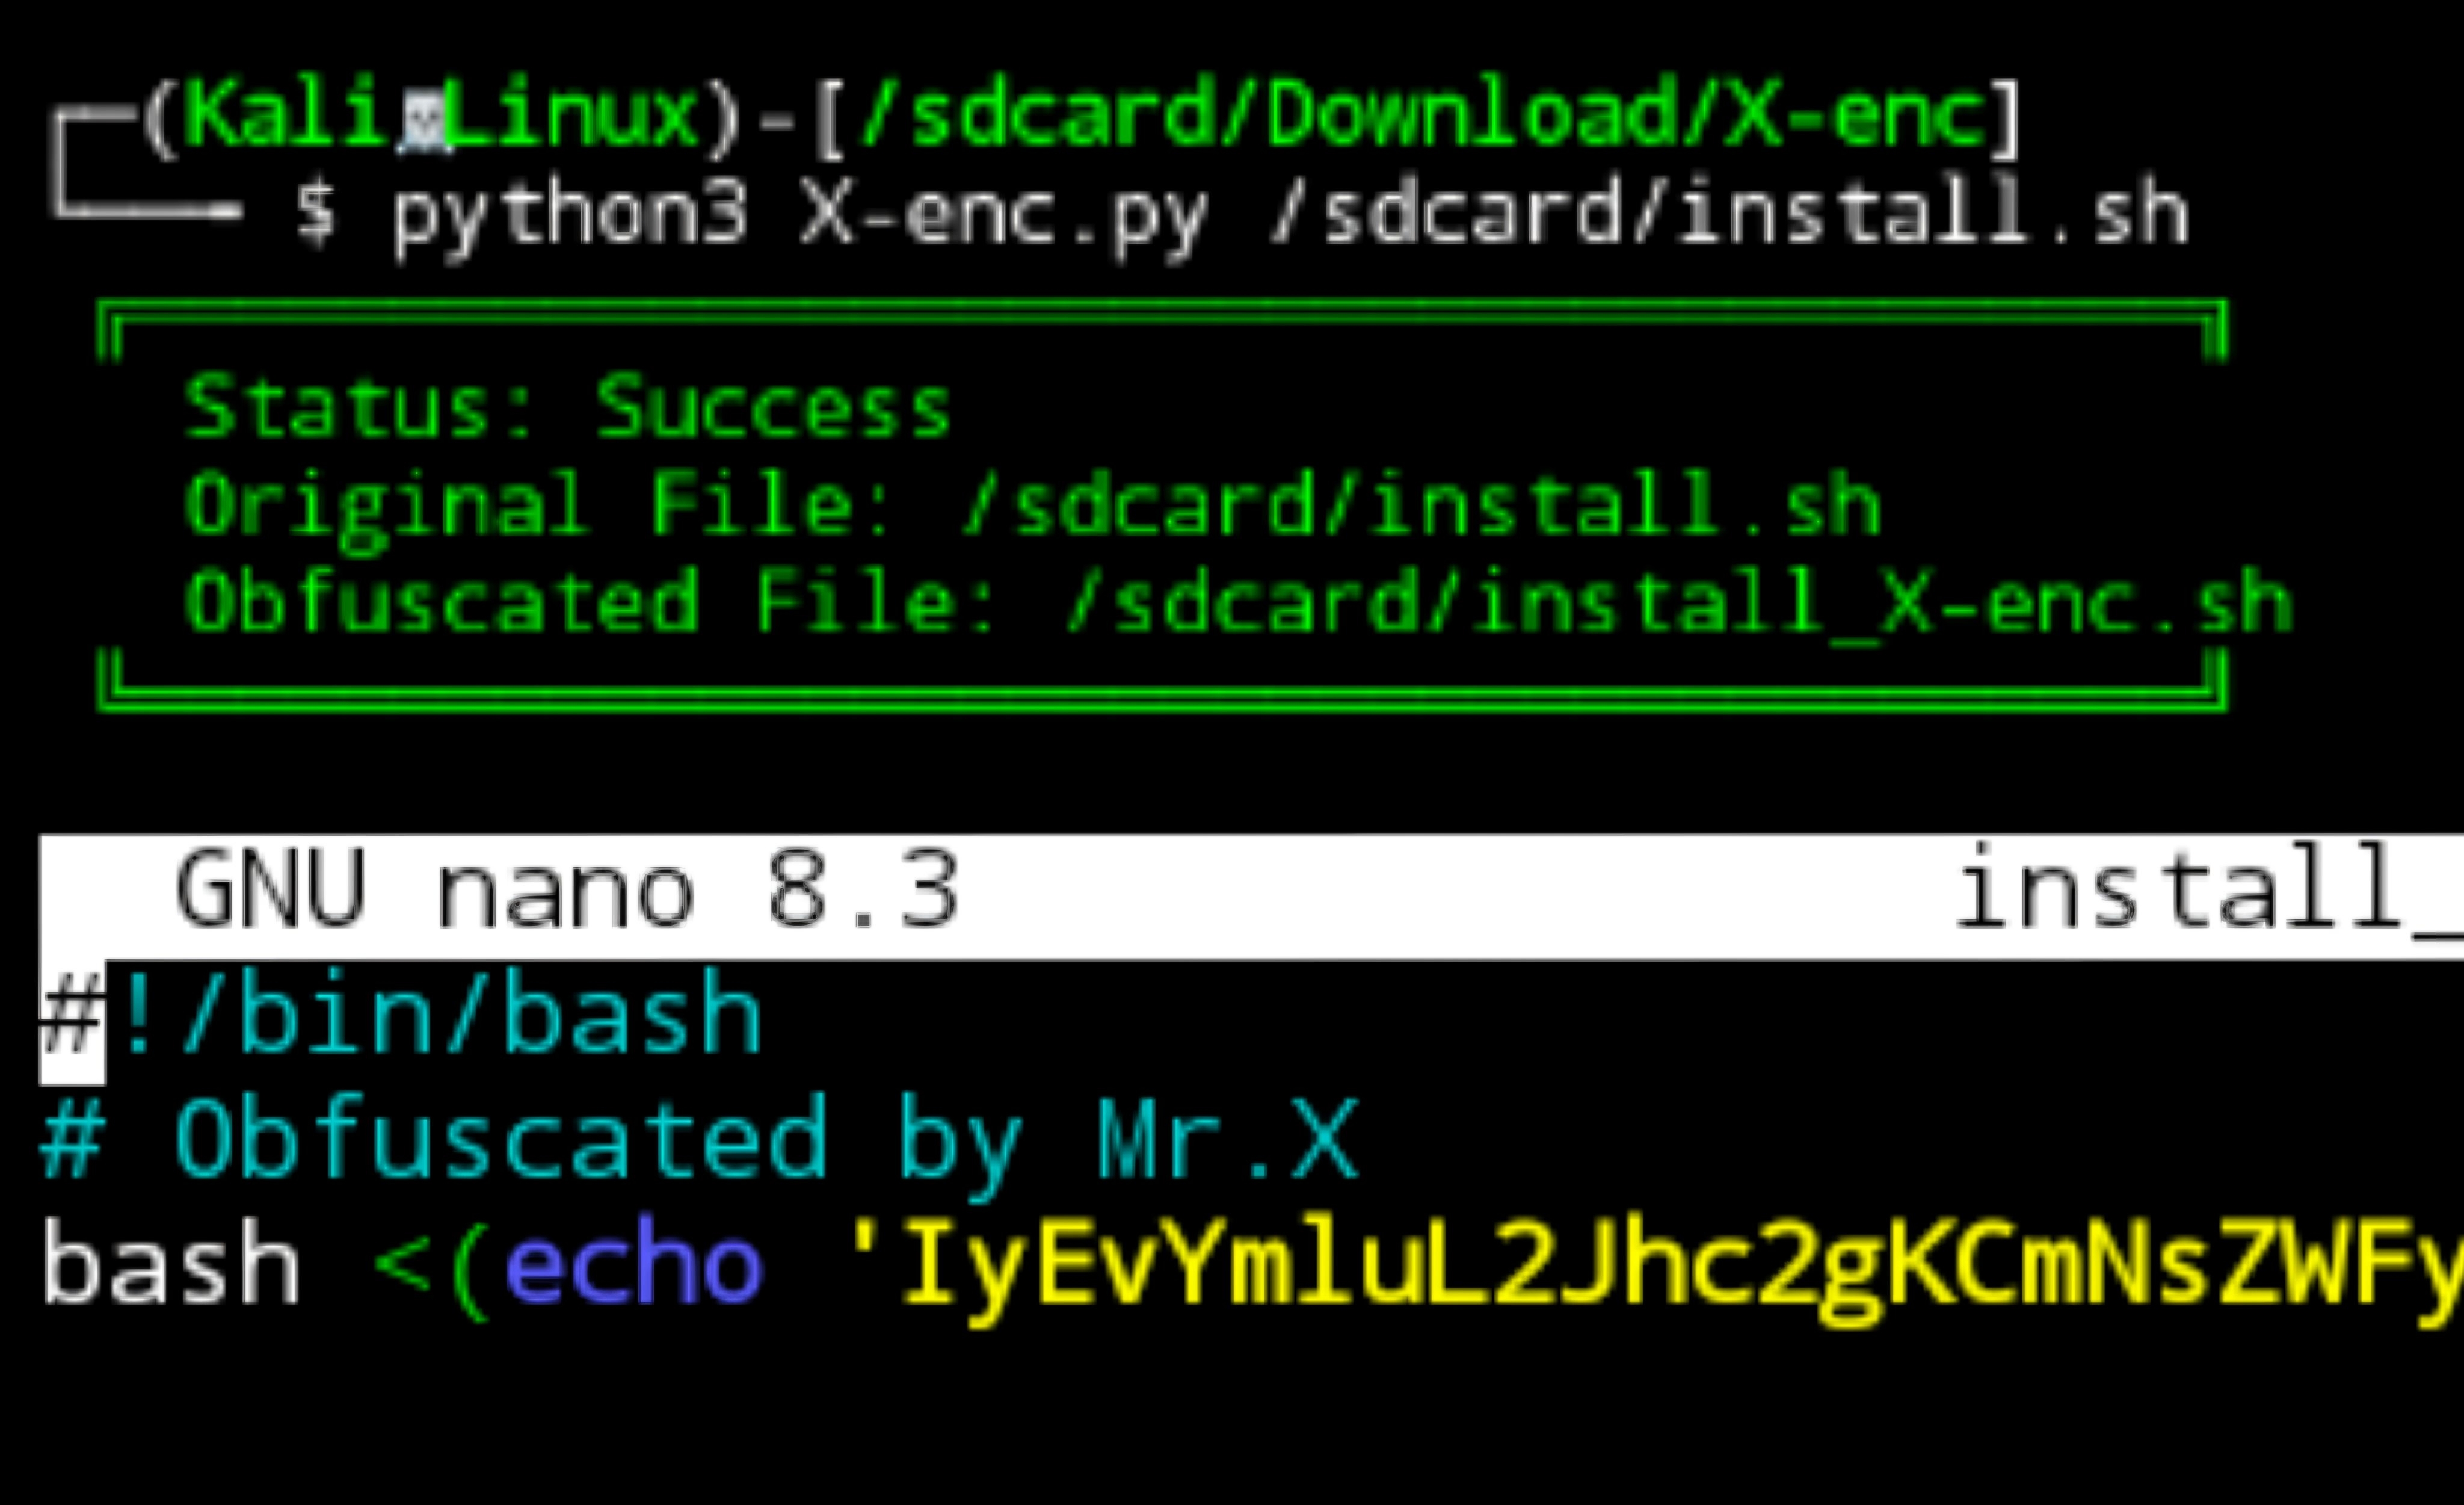 (Kali☠Linux)-[/sdcard/Download/X-enc]
$ python3 X-enc.py /sdcard/install.sh
Status: Success
Original File: /sdcard/install.sh
Obfuscated File: /sdcard/install_X-enc.sh
GNU nano 8.3 install_
#!/bin/bash
# Obfuscated by Mr.X
bash <(echo 'IyEvYmluL2Jhc2gKCmNsZWFy